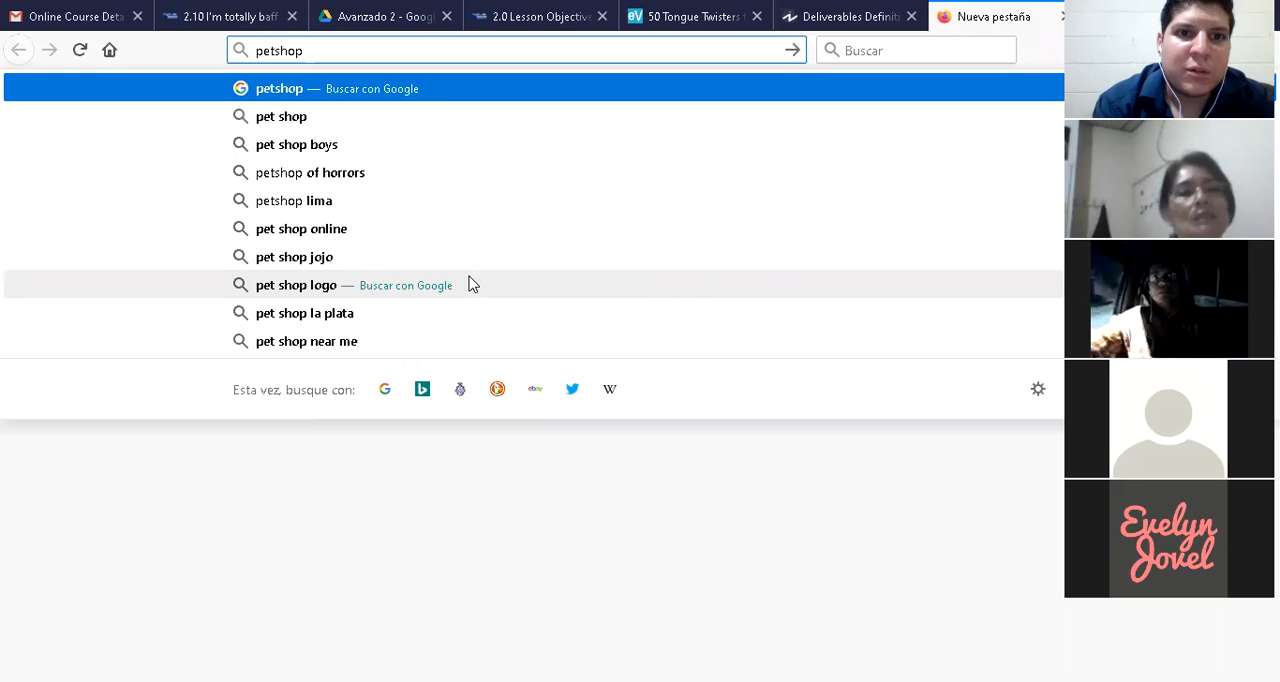 Online Course Deta
2.10 I'm totally baff
Avanzado 2 - Goog
2.0 Lesson Objective
50 Tongue Twisters
Deliverables Definiti
Nueva pestaña
petshop
Buscar
petshop — Buscar con Google
pet shop
pet shop boys
petshop of horrors
petshop lima
pet shop online
pet shop jojo
pet shop logo — Buscar con Google
pet shop la plata
pet shop near me
Esta vez, busque con:
Evelyn
Jovel